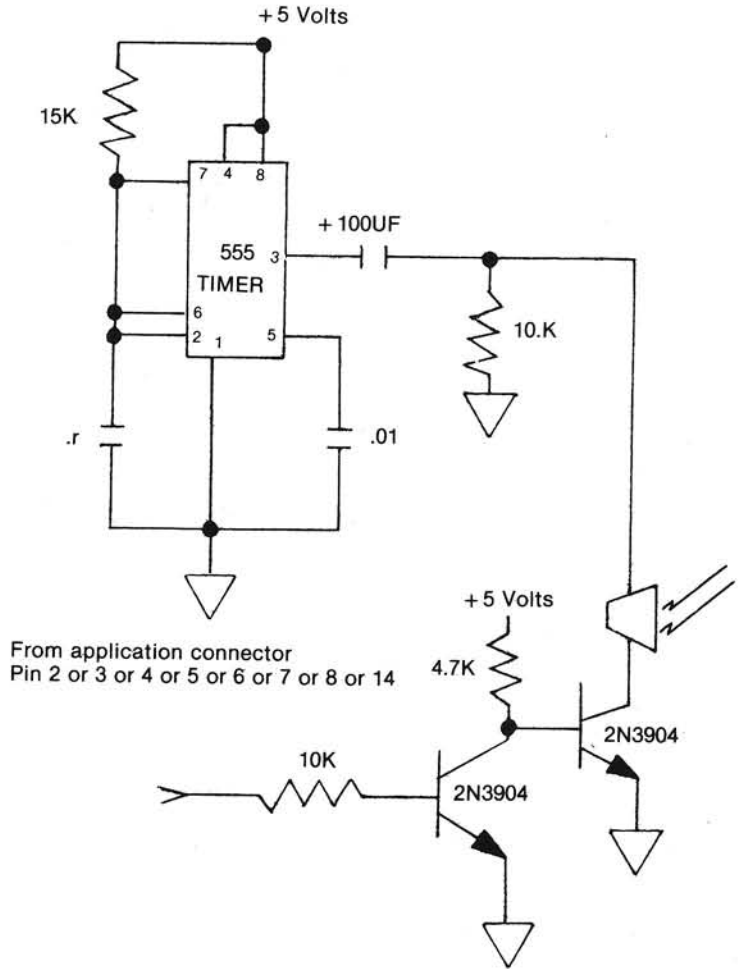 +5 Volts
15K
7 4 8
+100UF
555 3
TIMER
6
2 1 5
10.K
.r
.01
+5 Volts
From application connector
Pin 2 or 3 or 4 or 5 or 6 or 7 or 8 or 14
4.7K
2N3904
10K
2N3904